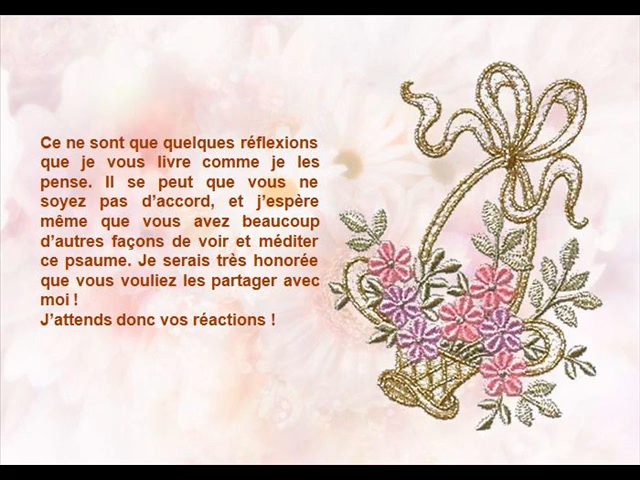 Ce ne sont que quelques réflexions
que je vous livre comme je les
pense. Il se peut que vous ne
soyez pas d’accord, et j’espère
même que vous avez beaucoup
d’autres façons de voir et méditer
ce psaume. Je serais très honorée
que vous vouliez les partager avec
moi !
J’attends donc vos réactions !